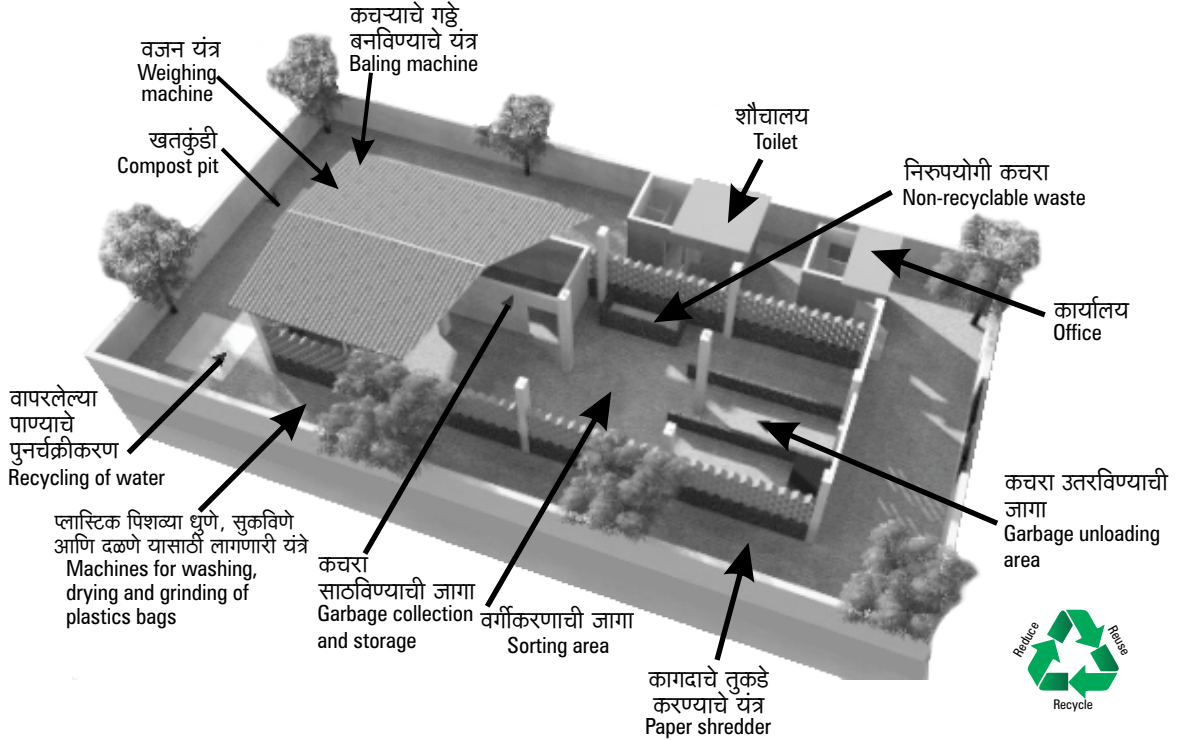 कचऱ्याचे गठ्ठे
बनविण्याचे यंत्र
Baling machine
वजन यंत्र
Weighing
machine
खतकुंडी
Compost pit
शौचालय
Toilet
निरुपयोगी कचरा
Non-recyclable waste
कार्यालय
Office
वापरलेल्या
पाण्याचे
पुनर्चक्रीकरण
Recycling of water
प्लास्टिक पिशव्या धुणे, सुकविणे
आणि दळणे यासाठी लागणारी यंत्रे
Machines for washing,
drying and grinding of
plastics bags
कचरा
साठविण्याची जागा
Garbage collection
and storage
वर्गीकरणाची जागा
Sorting area
कागदाचे तुकडे
करण्याचे यंत्र
Paper shredder
कचरा उतरविण्याची
जागा
Garbage unloading
area
Reduce
Reuse
Recycle